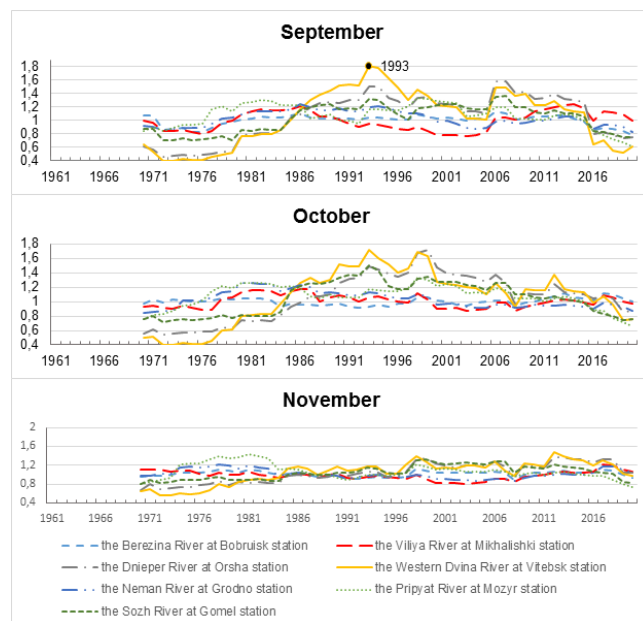 September
1,8
1993
1,6
1,4
1,2
1
0,8
0,6
0,4
1961 1966 1971 1976 1981 1986 1991 1996 2001 2006 2011 2016
October
1,8
1,6
1,4
1,2
1
0,8
0,6
0,4
1961 1966 1971 1976 1981 1986 1991 1996 2001 2006 2011 2016
November
2
1,6
1,2
0,8
0,4
1961 1966 1971 1976 1981 1986 1991 1996 2001 2006 2011 2016
the Berezina River at Bobruisk station the Viliya River at Mikhalishki station
the Dnieper River at Orsha station the Western Dvina River at Vitebsk station
the Neman River at Grodno station the Pripyat River at Mozyr station
the Sozh River at Gomel station